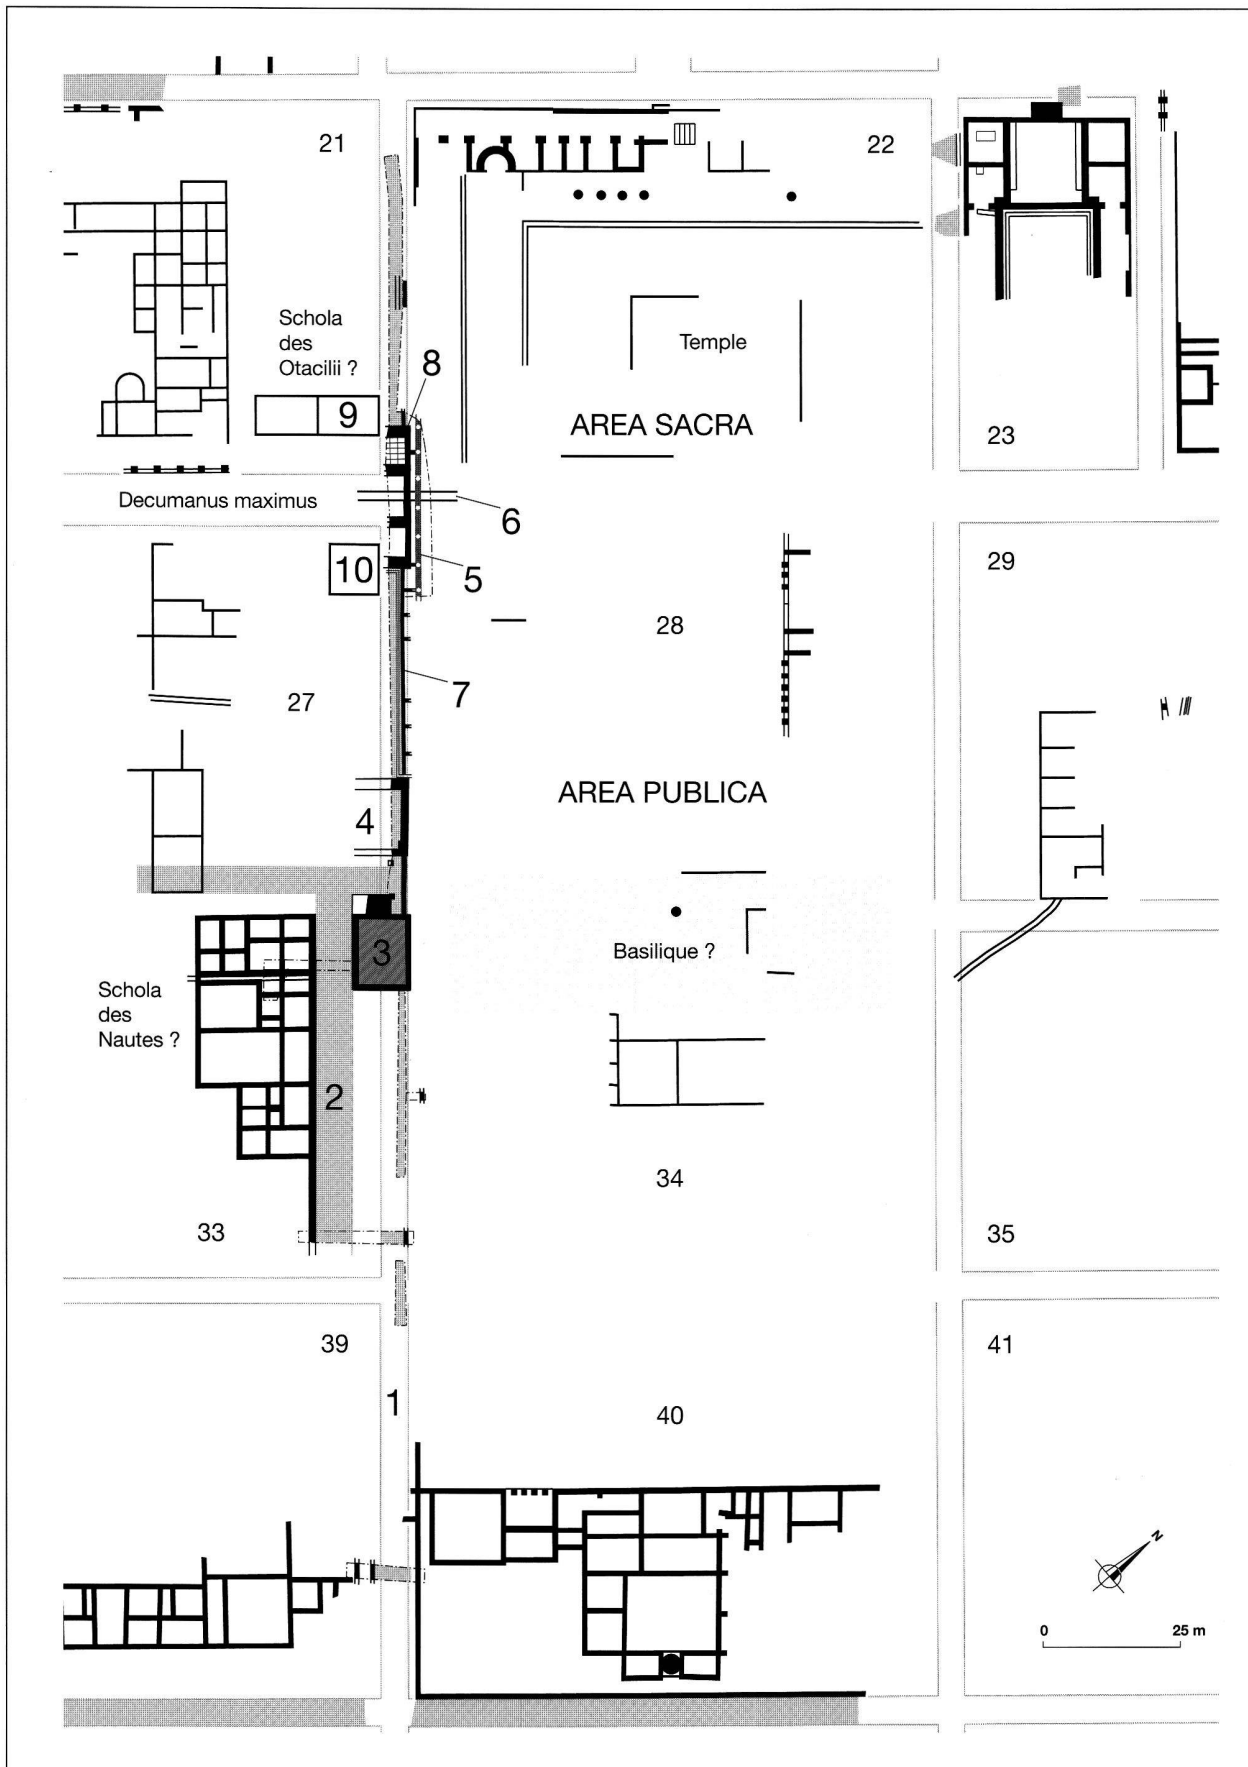 21
22
Schola
des
Otacilii ?
8
Temple
9
AREA SACRA
23
Decumanus maximus
6
10
5
29
28
7
27
AREA PUBLICA
4
3
Basilique ?
Schola
des
Nautes ?
2
34
33
35
39
41
1
40
N
0 25 m